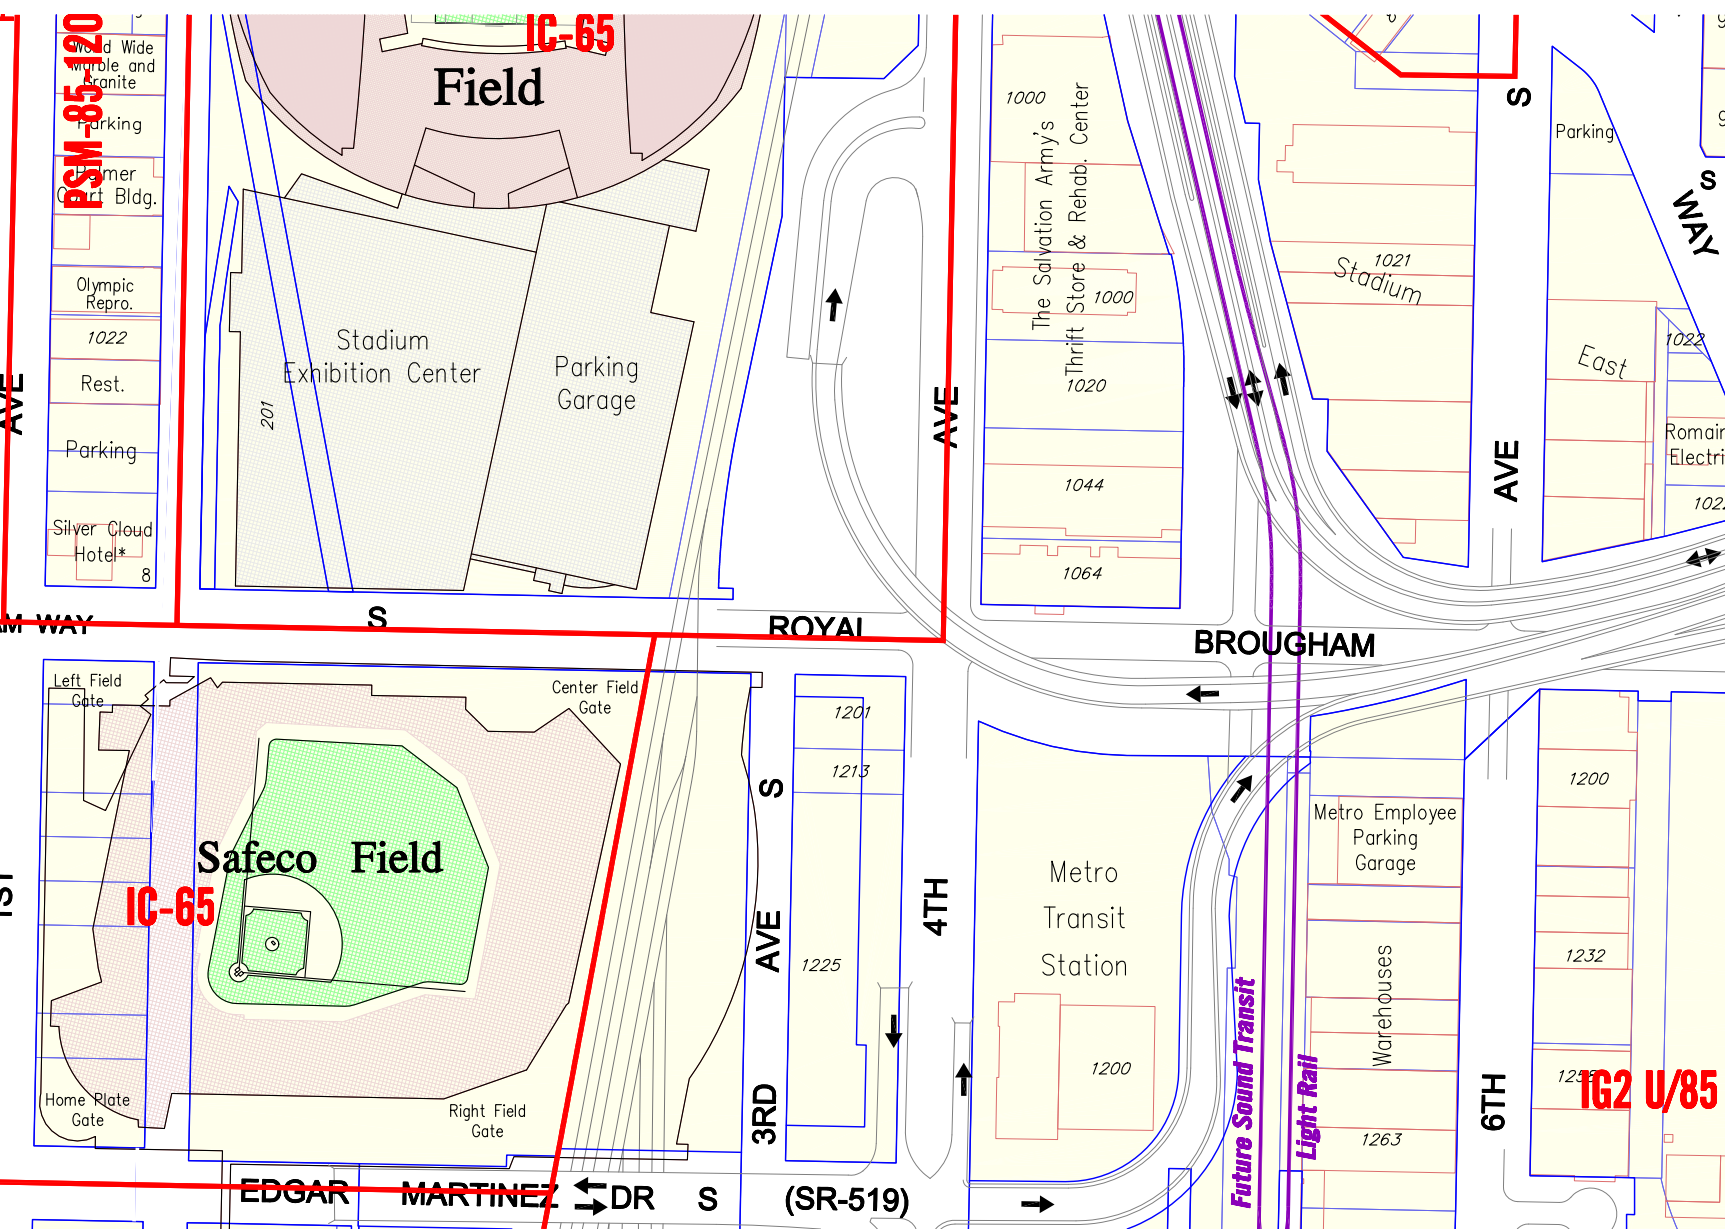 IC-65
Field
PSM-85-120
World Wide
Marble and
Granite
Parking
Palmer
Court Bldg.
Olympic
Repro.
1022
Rest.
Parking
Silver Cloud
Hotel*
8
AVE
Stadium
Exhibition Center
201
Parking
Garage
AVE
1000
The Salvation Army's
Thrift Store & Rehab. Center
1000
1020
1044
1064
1021
Stadium
S
AVE
Parking
S
WAY
East
1022
Electri
WAY
S
ROYAL
BROUGHAM
Left Field
Gate
Center Field
Gate
Safeco Field
IC-65
Home Plate
Gate
Right Field
Gate
1ST
S
AVE
3RD
1201
1213
1225
4TH
Metro
Transit
Station
1200
Metro Employee
Parking
Garage
Warehouses
1263
Future Sound Transit
Light Rail
6TH
1200
1232
IG2 U/85
EDGAR MARTINEZ DR S (SR-519)